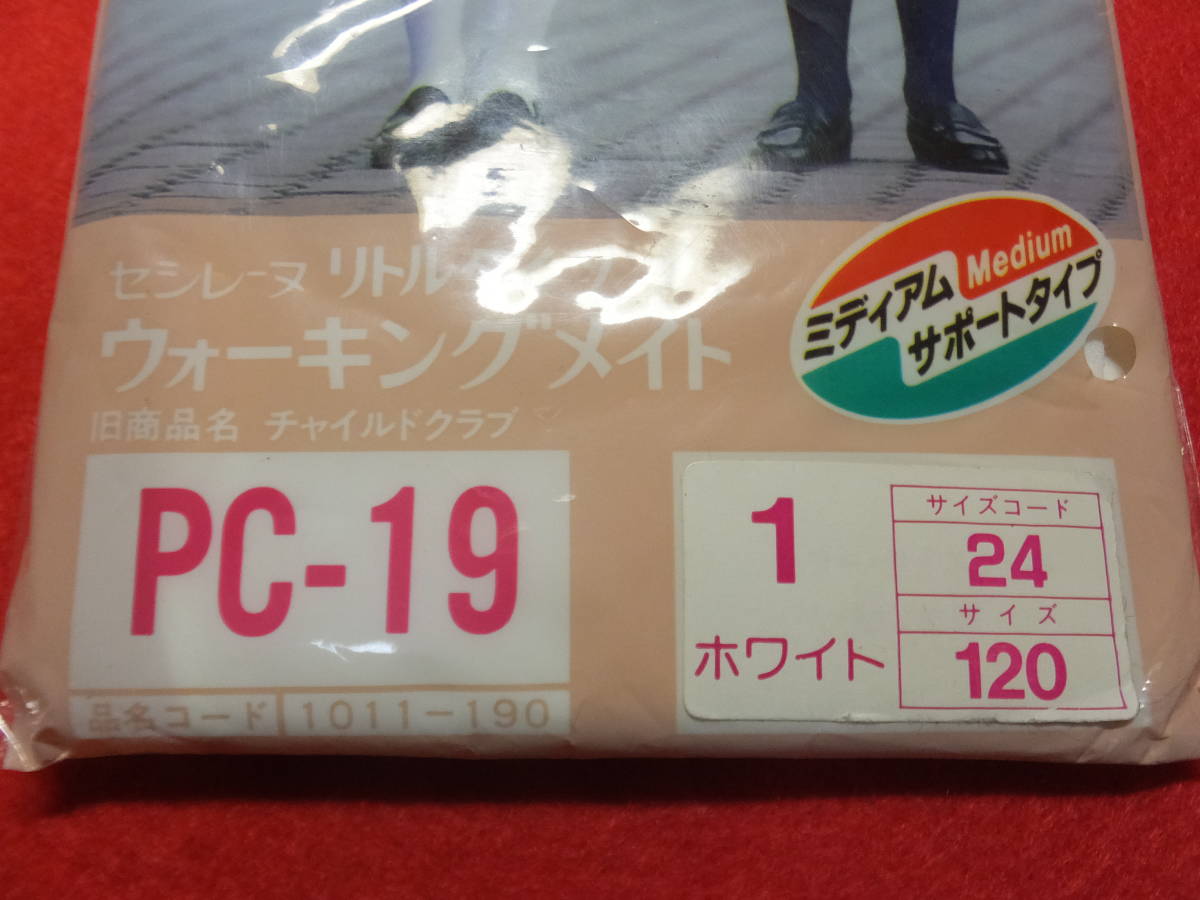 セシレーヌ リトル
ウォーキングメイト
旧商品名 チャイルドクラブ
ミディアム Medium
サポートタイプ
PC-19
品名コード 1011-190
1
ホワイト
サイズコード
24
サイズ
120